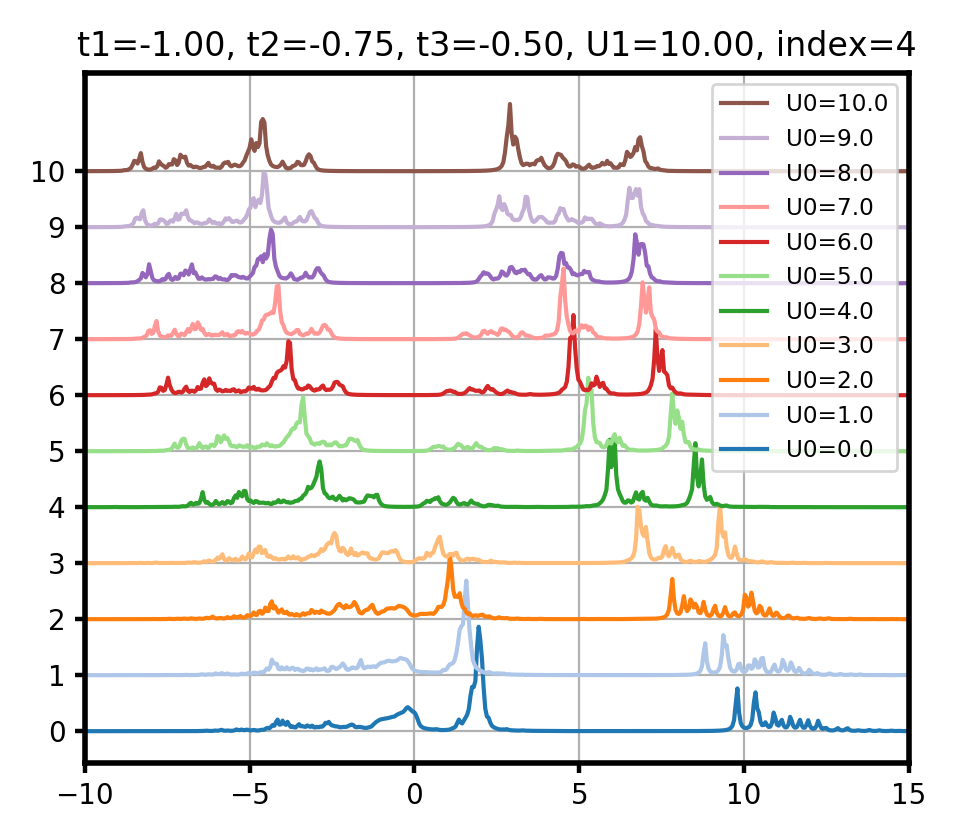 t1=-1.00, t2=-0.75, t3=-0.50, U1=10.00, index=4
U0=10.0
U0=9.0
U0=8.0
U0=7.0
U0=6.0
U0=5.0
U0=4.0
U0=3.0
U0=2.0
U0=1.0
U0=0.0
10
9
8
7
6
5
4
3
2
1
0
−10 −5 0 5 10 15